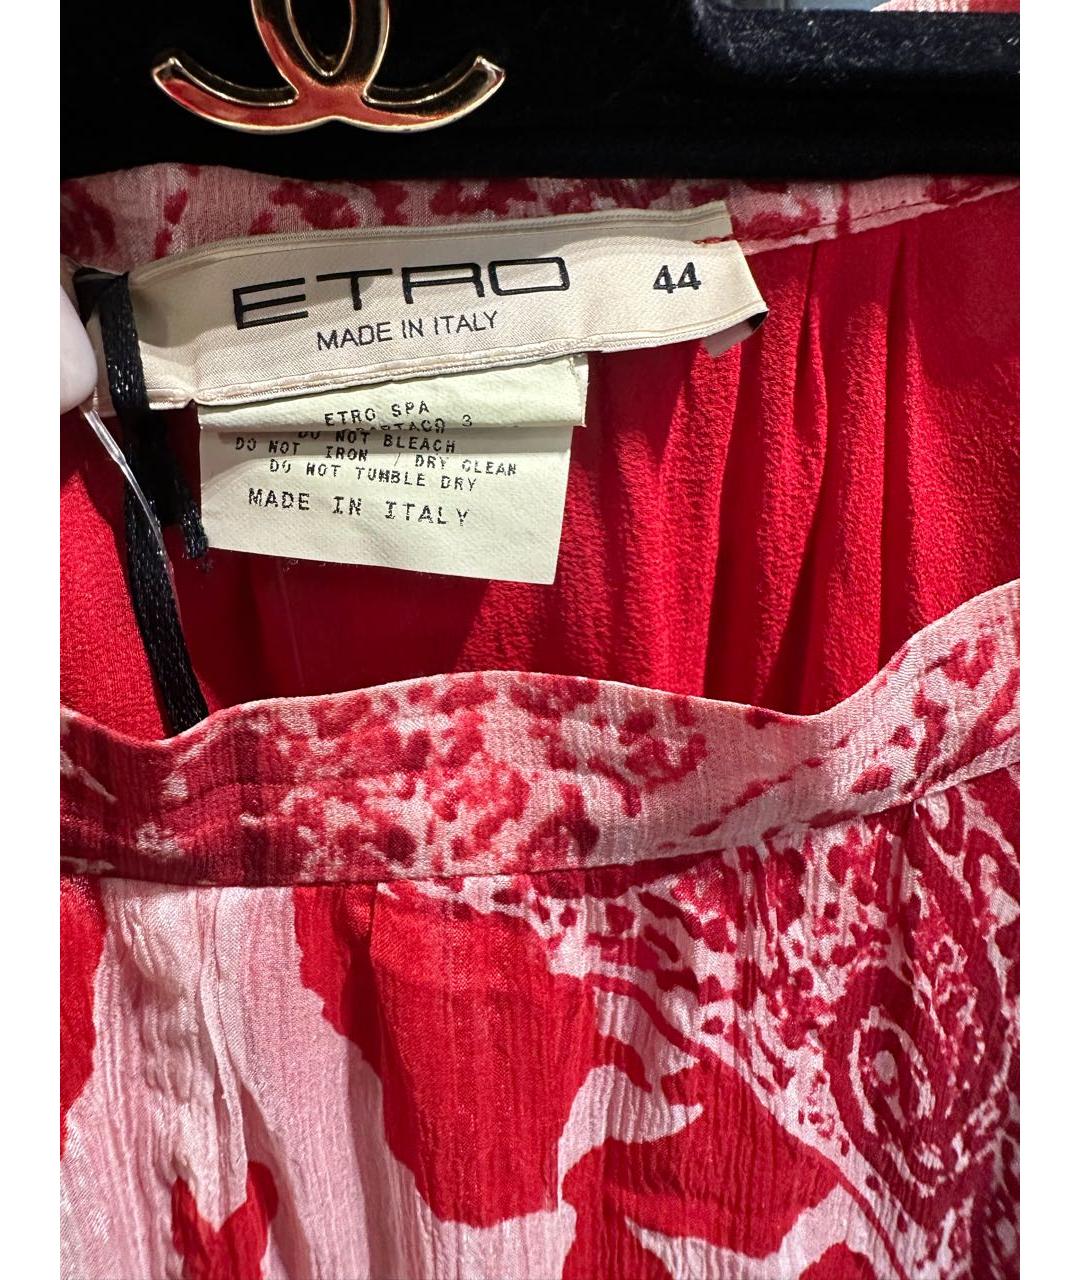 ETRO
44
MADE IN ITALY
ETRO SPA
3
DO NOT BLEACH
DO NOT IRON / DRY CLEAN
DO NOT TUMBLE DRY
MADE IN ITALY